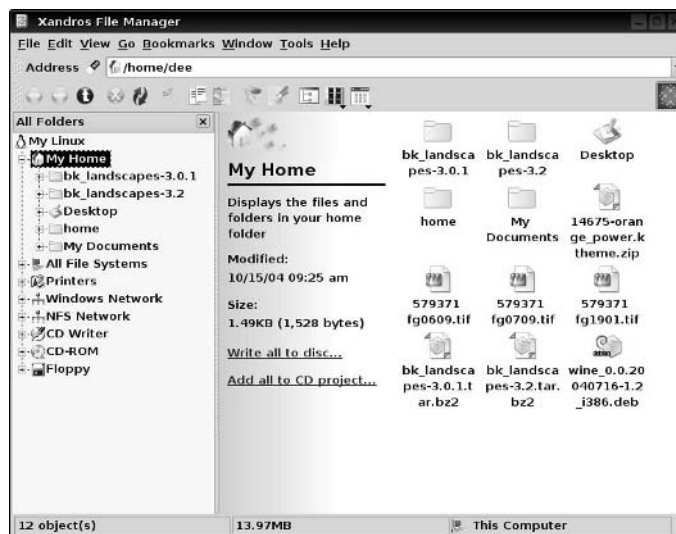 Xandros File Manager
File Edit View Go Bookmarks Window Tools Help
Address /home/dee
All Folders
My Linux
My Home
bk_landscapes-3.0.1
bk_landscapes-3.2
Desktop
home
My Documents
All File Systems
Printers
Windows Network
NFS Network
CD Writer
CD-ROM
Floppy
My Home
Displays the files and
folders in your home
folder
Modified:
10/15/04 09:25 am
Size:
1.49KB (1,528 bytes)
Write all to disc...
Add all to CD project...
bk_landsca
pes-3.0.1
bk_landsca
pes-3.2
Desktop
home
My
Documents
14675-oran
ge_power.k
theme.zip
579371
fg0609.tif
579371
fg0709.tif
579371
fg1901.tif
bk_landsca
pes-3.0.1.t
ar.bz2
bk_landsca
pes-3.2.tar.
bz2
wine_0.0.20
040716-1.2
_i386.deb
12 object(s)
13.97MB
This Computer